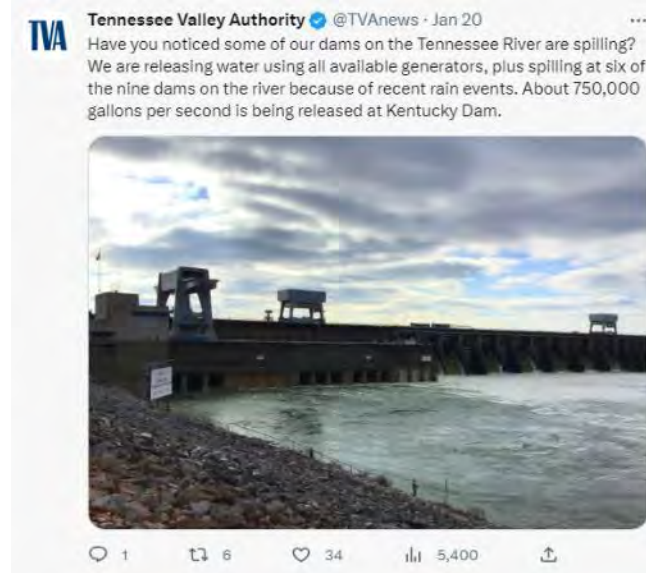 TVA
Tennessee Valley Authority @TVAnews · Jan 20
Have you noticed some of our dams on the Tennessee River are spilling?
We are releasing water using all available generators, plus spilling at six of
the nine dams on the river because of recent rain events. About 750,000
gallons per second is being released at Kentucky Dam.
1 6 34 5,400